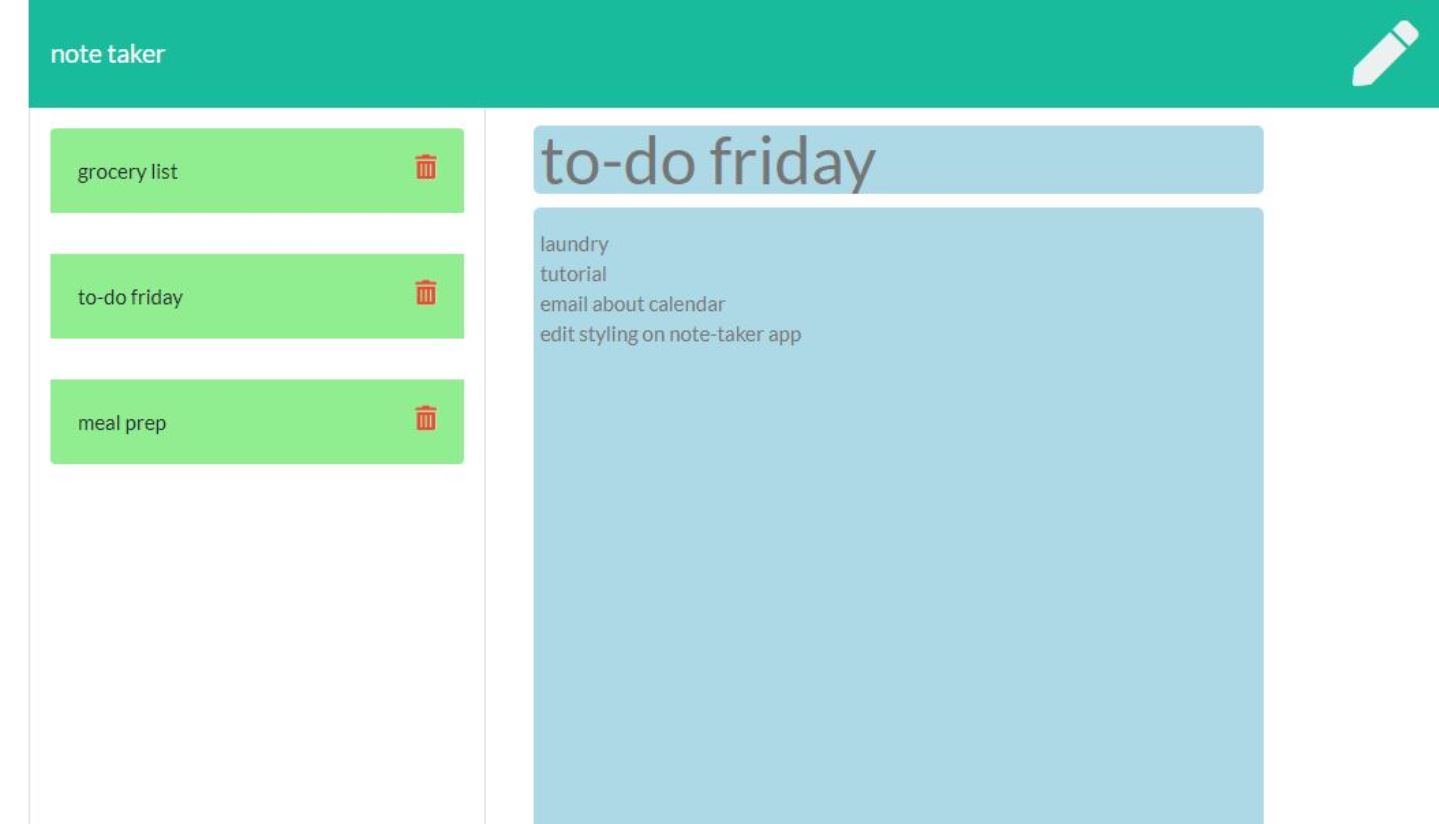 note taker
grocery list
to-do friday
meal prep
to-do friday
laundry
tutorial
email about calendar
edit styling on note-taker app